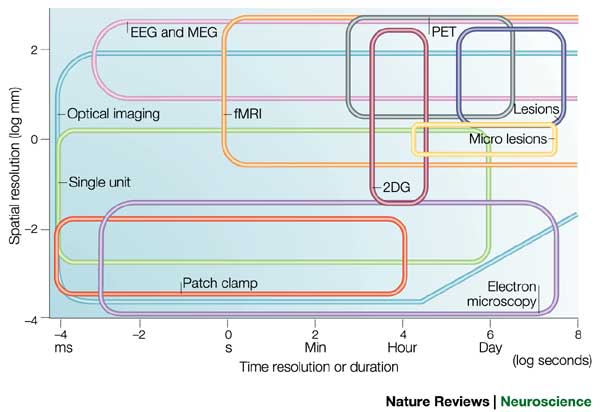 2
0
−2
−4
Spatial resolution (log mm)
EEG and MEG
PET
Optical imaging
fMRI
Lesions
Micro lesions
Single unit
2DG
Patch clamp
Electron
microscopy
−4 −2 0 2 4 6 8
ms s Min Hour Day
(log seconds)
Time resolution or duration
Nature Reviews | Neuroscience